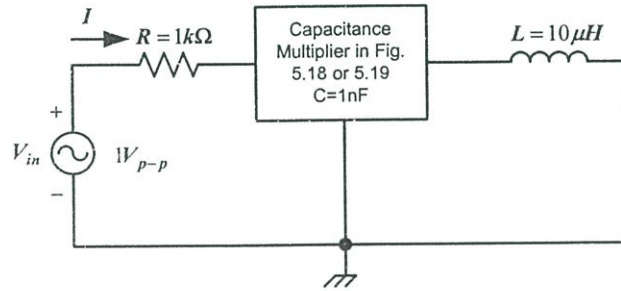 I
R = 1kΩ
Capacitance
Multiplier in Fig.
5.18 or 5.19
C=1nF
L = 10μH
+
V_in
1V_p-p
−